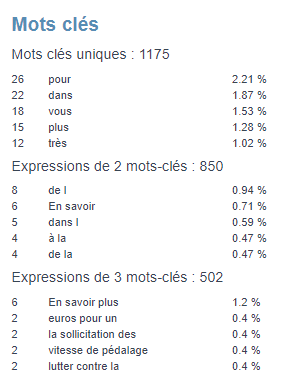 Mots clés
Mots clés uniques : 1175
26 pour 2.21 %
22 dans 1.87 %
18 vous 1.53 %
15 plus 1.28 %
12 très 1.02 %
Expressions de 2 mots-clés : 850
8 de l 0.94 %
6 En savoir 0.71 %
5 dans l 0.59 %
4 à la 0.47 %
4 de la 0.47 %
Expressions de 3 mots-clés : 502
6 En savoir plus 1.2 %
2 euros pour un 0.4 %
2 la sollicitation des 0.4 %
2 vitesse de pédalage 0.4 %
2 lutter contre la 0.4 %